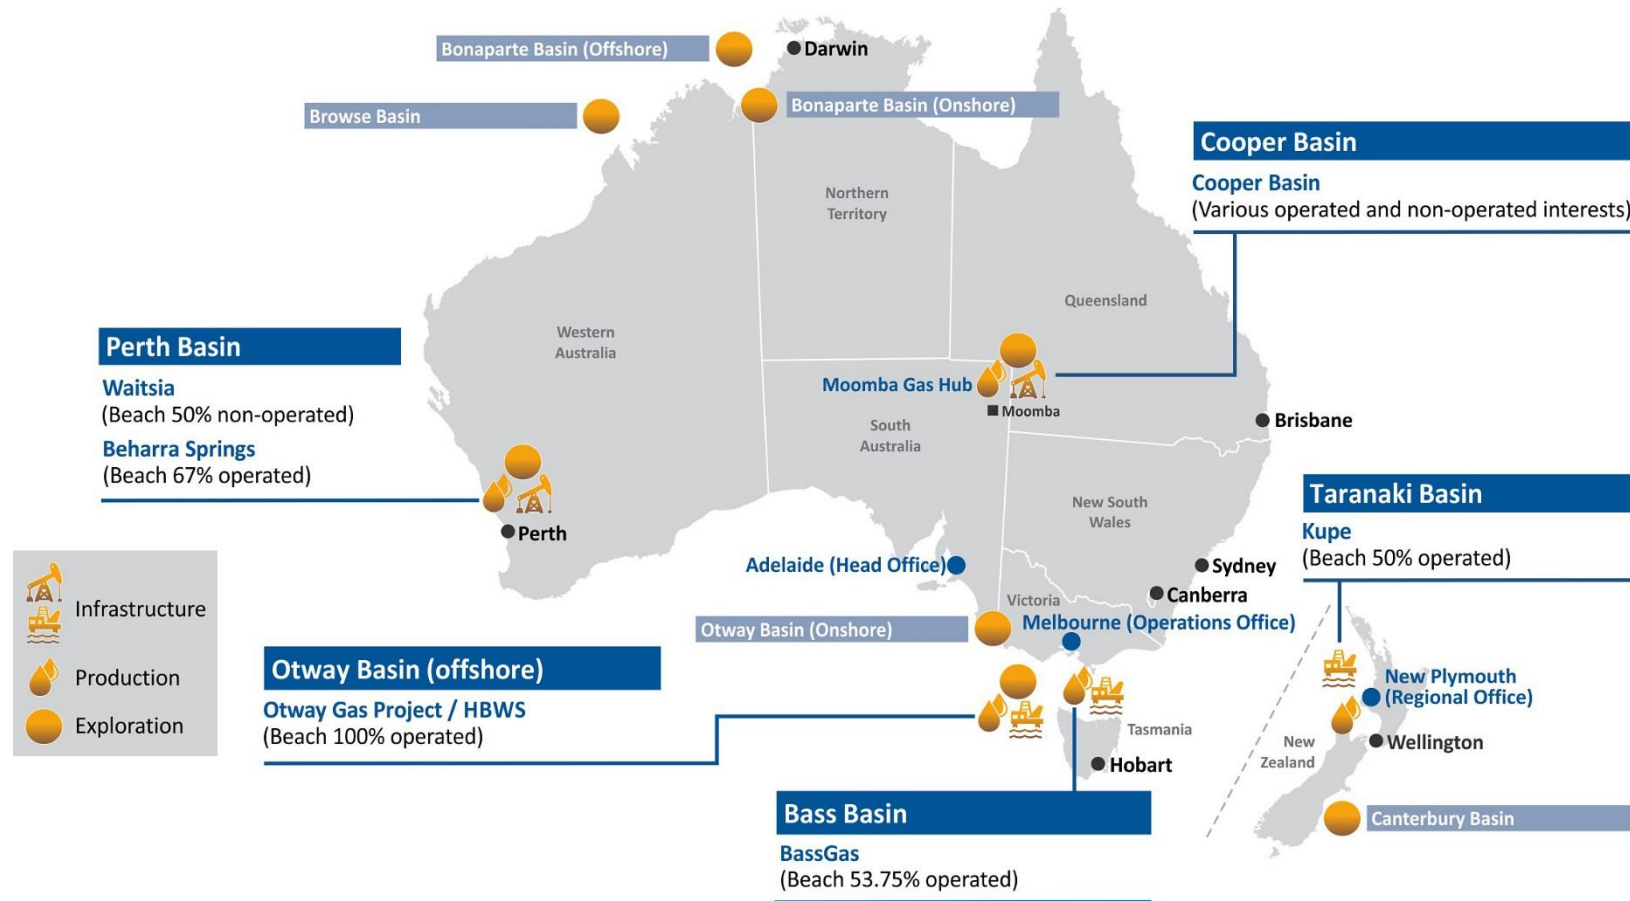 Bonaparte Basin (Offshore)
Darwin
Browse Basin
Bonaparte Basin (Onshore)
Cooper Basin
Cooper Basin
(Various operated and non-operated interests)
Northern
Territory
Queensland
Western
Australia
Perth Basin
Waitsia
(Beach 50% non-operated)
Beharra Springs
(Beach 67% operated)
Perth
Moomba Gas Hub
Moomba
South
Australia
Brisbane
New South
Wales
Taranaki Basin
Kupe
(Beach 50% operated)
Adelaide (Head Office)
Sydney
Canberra
Victoria
Melbourne (Operations Office)
Otway Basin (Onshore)
Infrastructure
Production
Exploration
Otway Basin (offshore)
Otway Gas Project / HBWS
(Beach 100% operated)
Tasmania
Hobart
New Plymouth
(Regional Office)
Wellington
New
Zealand
Canterbury Basin
Bass Basin
BassGas
(Beach 53.75% operated)